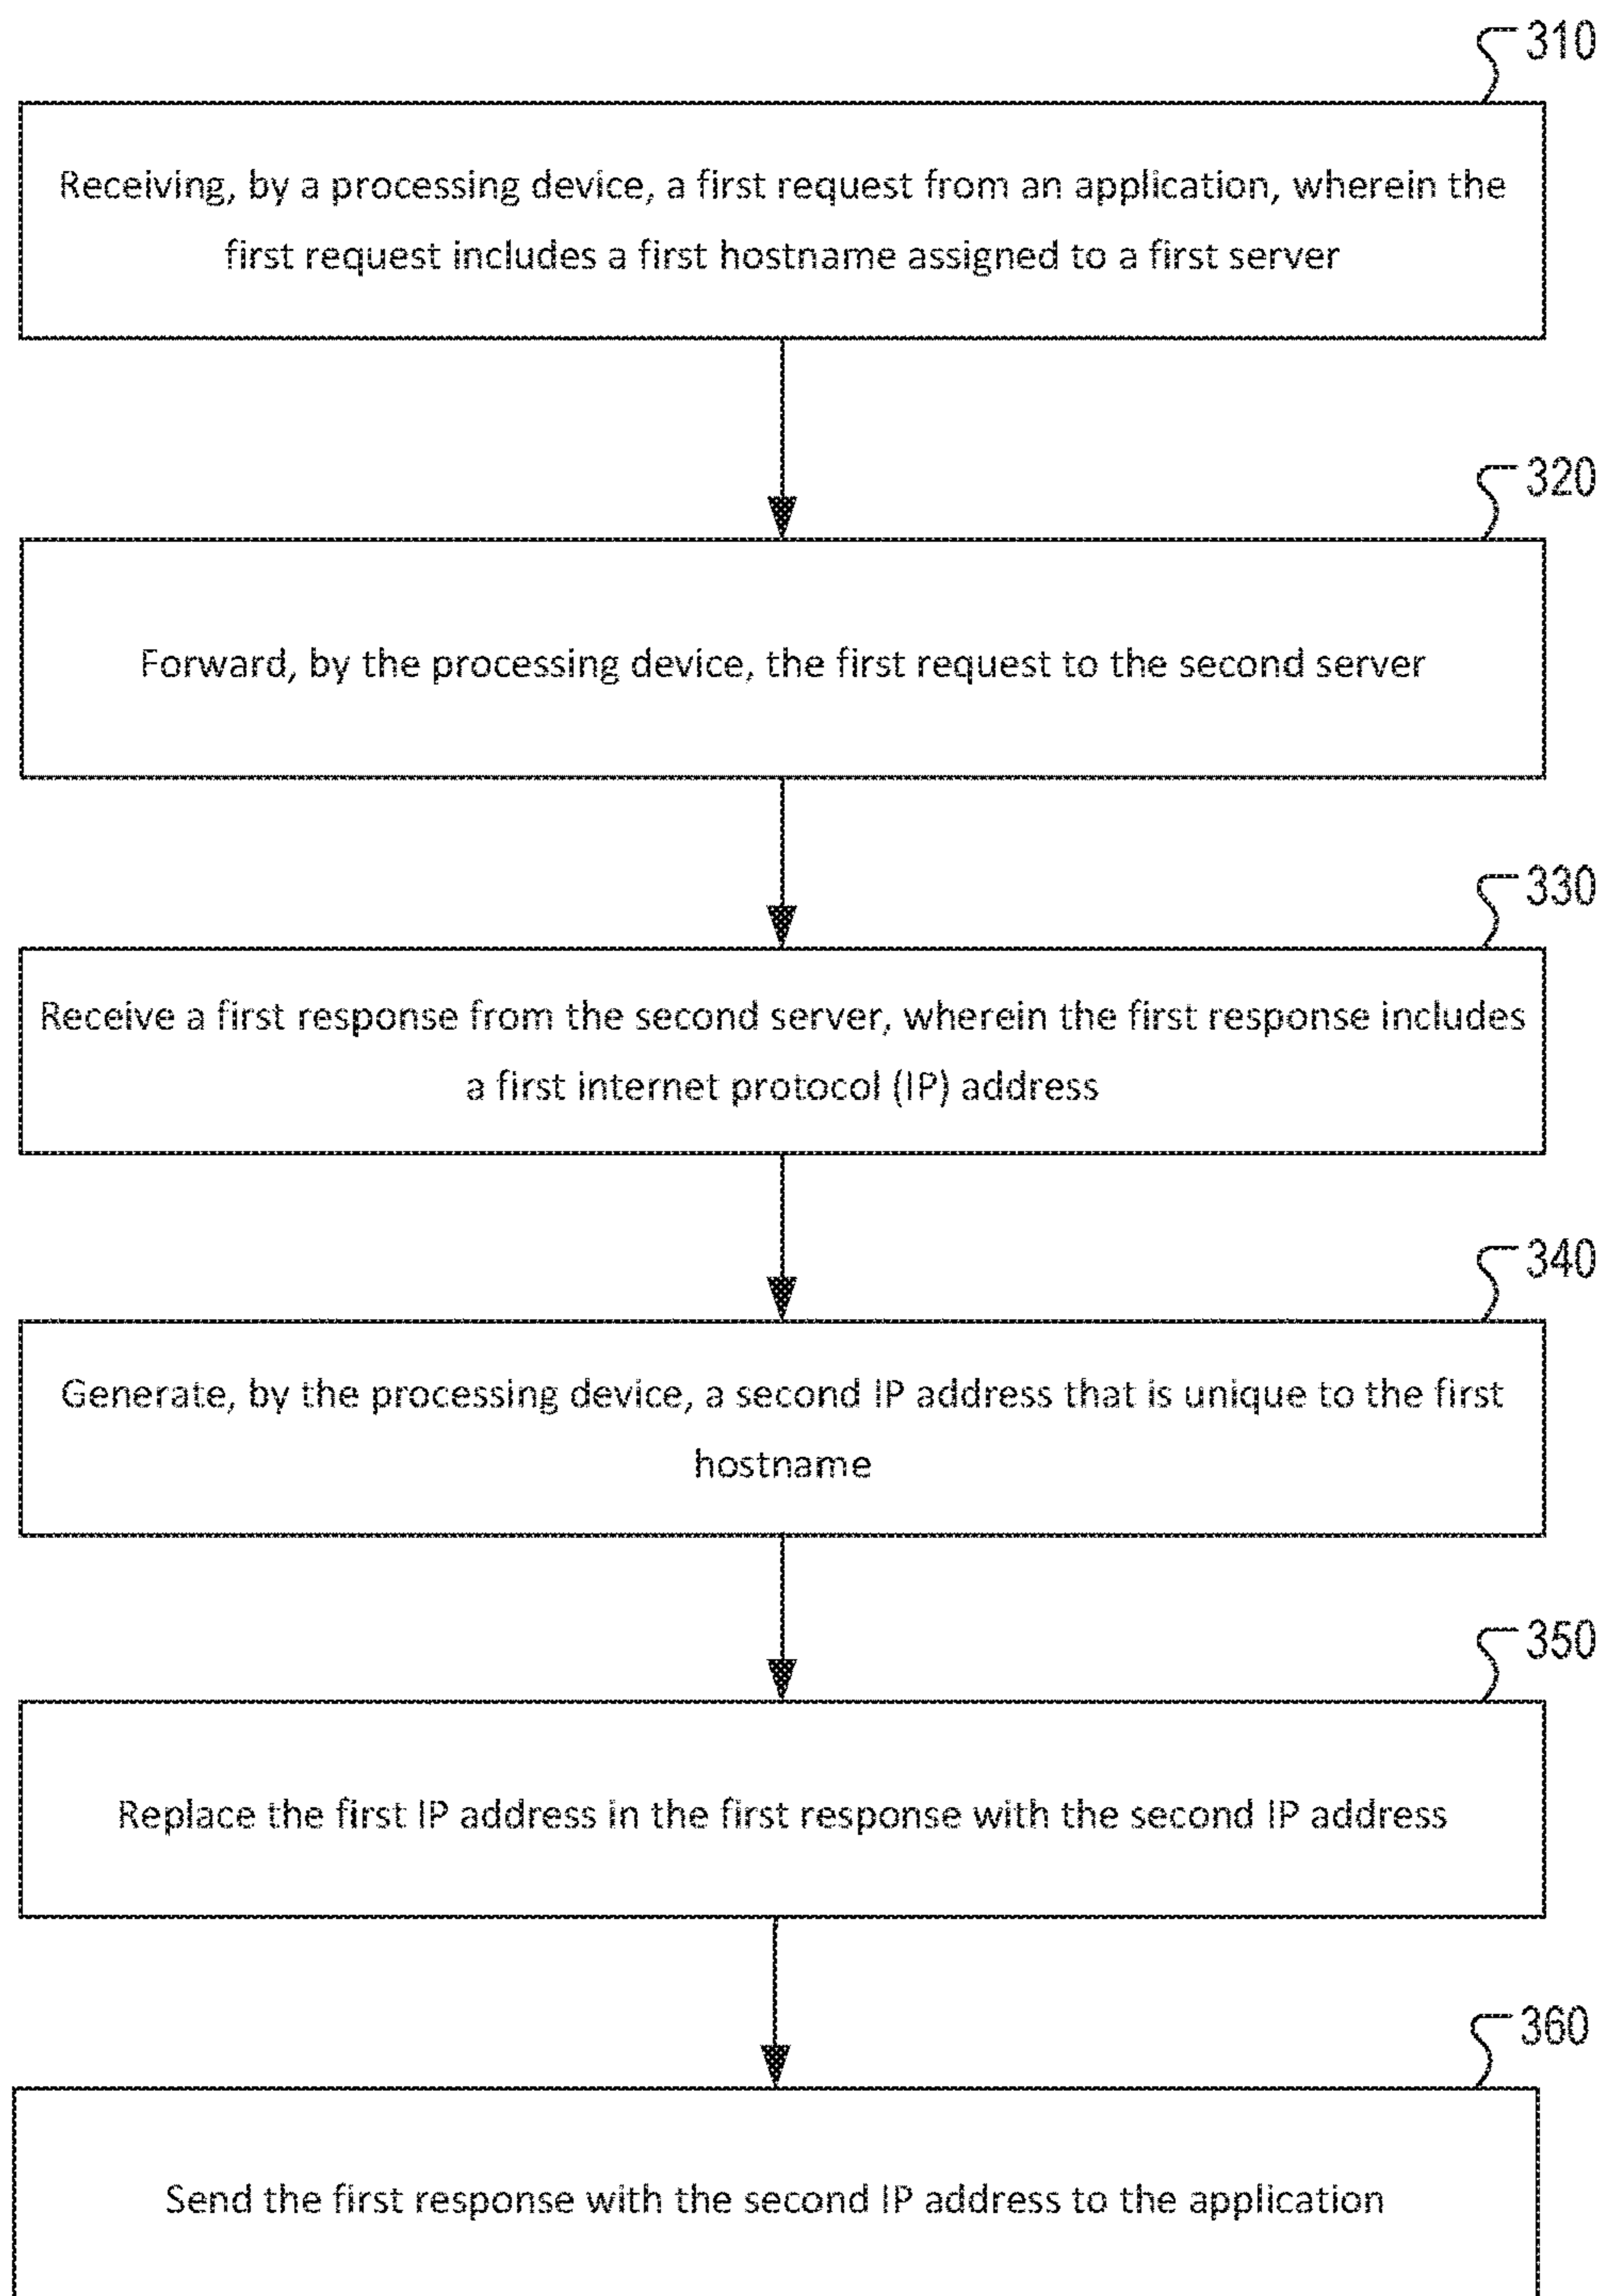 310
Receiving, by a processing device, a first request from an application, wherein the
first request includes a first hostname assigned to a first server
320
Forward, by the processing device, the first request to the second server
330
Receive a first response from the second server, wherein the first response includes
a first internet protocol (IP) address
340
Generate, by the processing device, a second IP address that is unique to the first
hostname
350
Replace the first IP address in the first response with the second IP address
360
Send the first response with the second IP address to the application